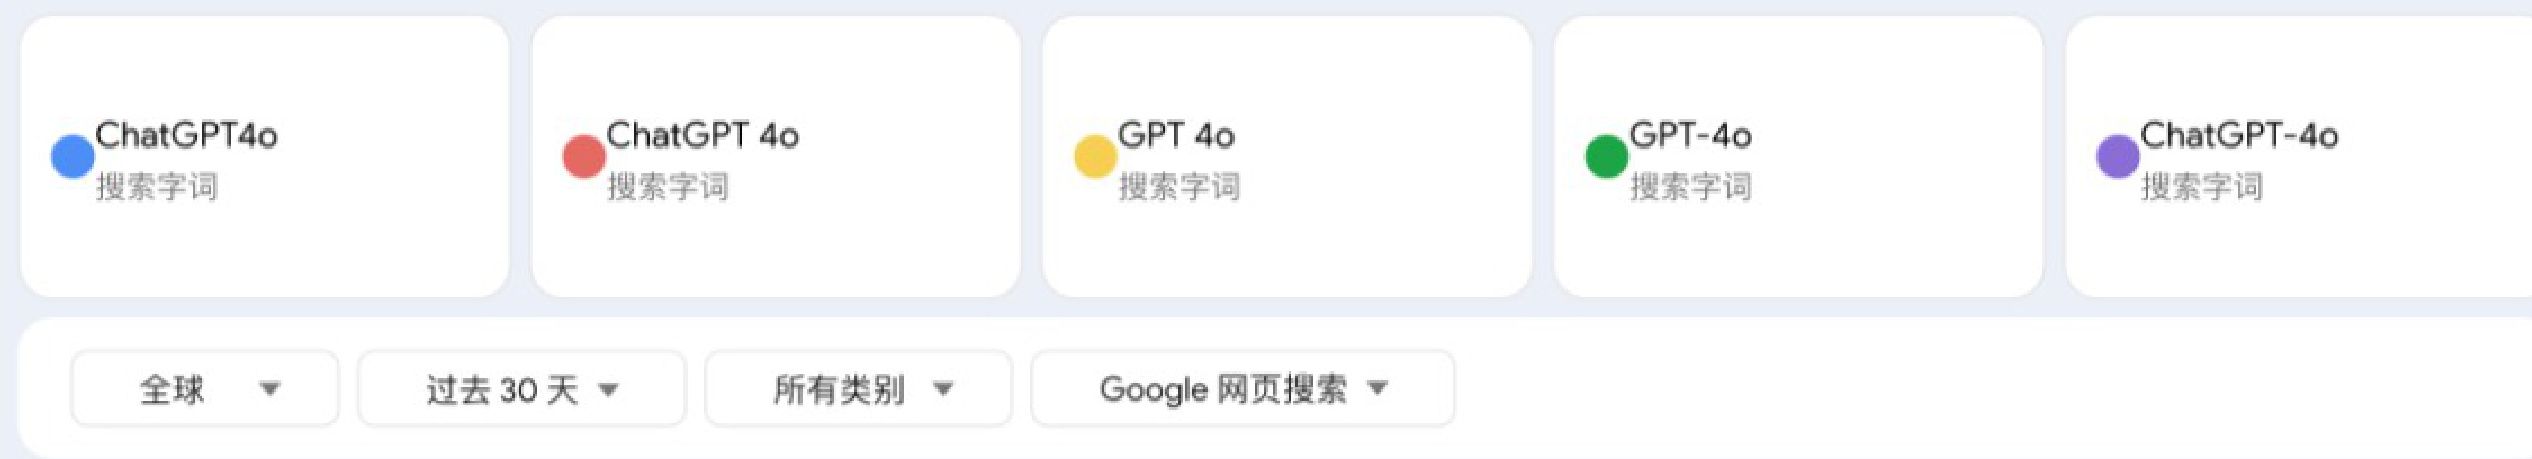 ChatGPT4o
搜索字词
ChatGPT 4o
搜索字词
GPT 4o
搜索字词
GPT-4o
搜索字词
ChatGPT-4o
搜索字词
全球
过去 30 天
所有类别
Google 网页搜索